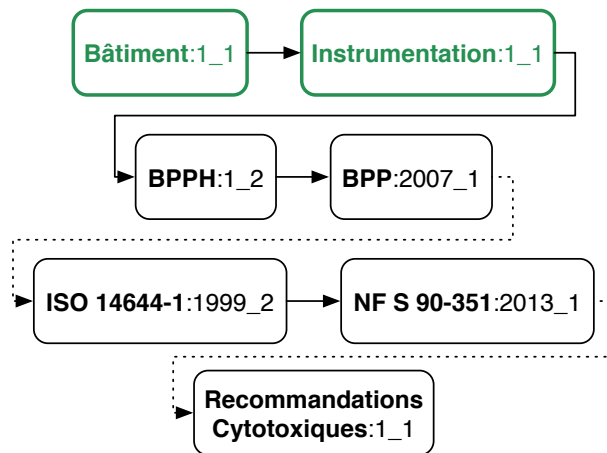 Bâtiment:1_1
Instrumentation:1_1
BPPH:1_2
BPP:2007_1
ISO 14644-1:1999_2
NF S 90-351:2013_1
Recommandations
Cytotoxiques:1_1